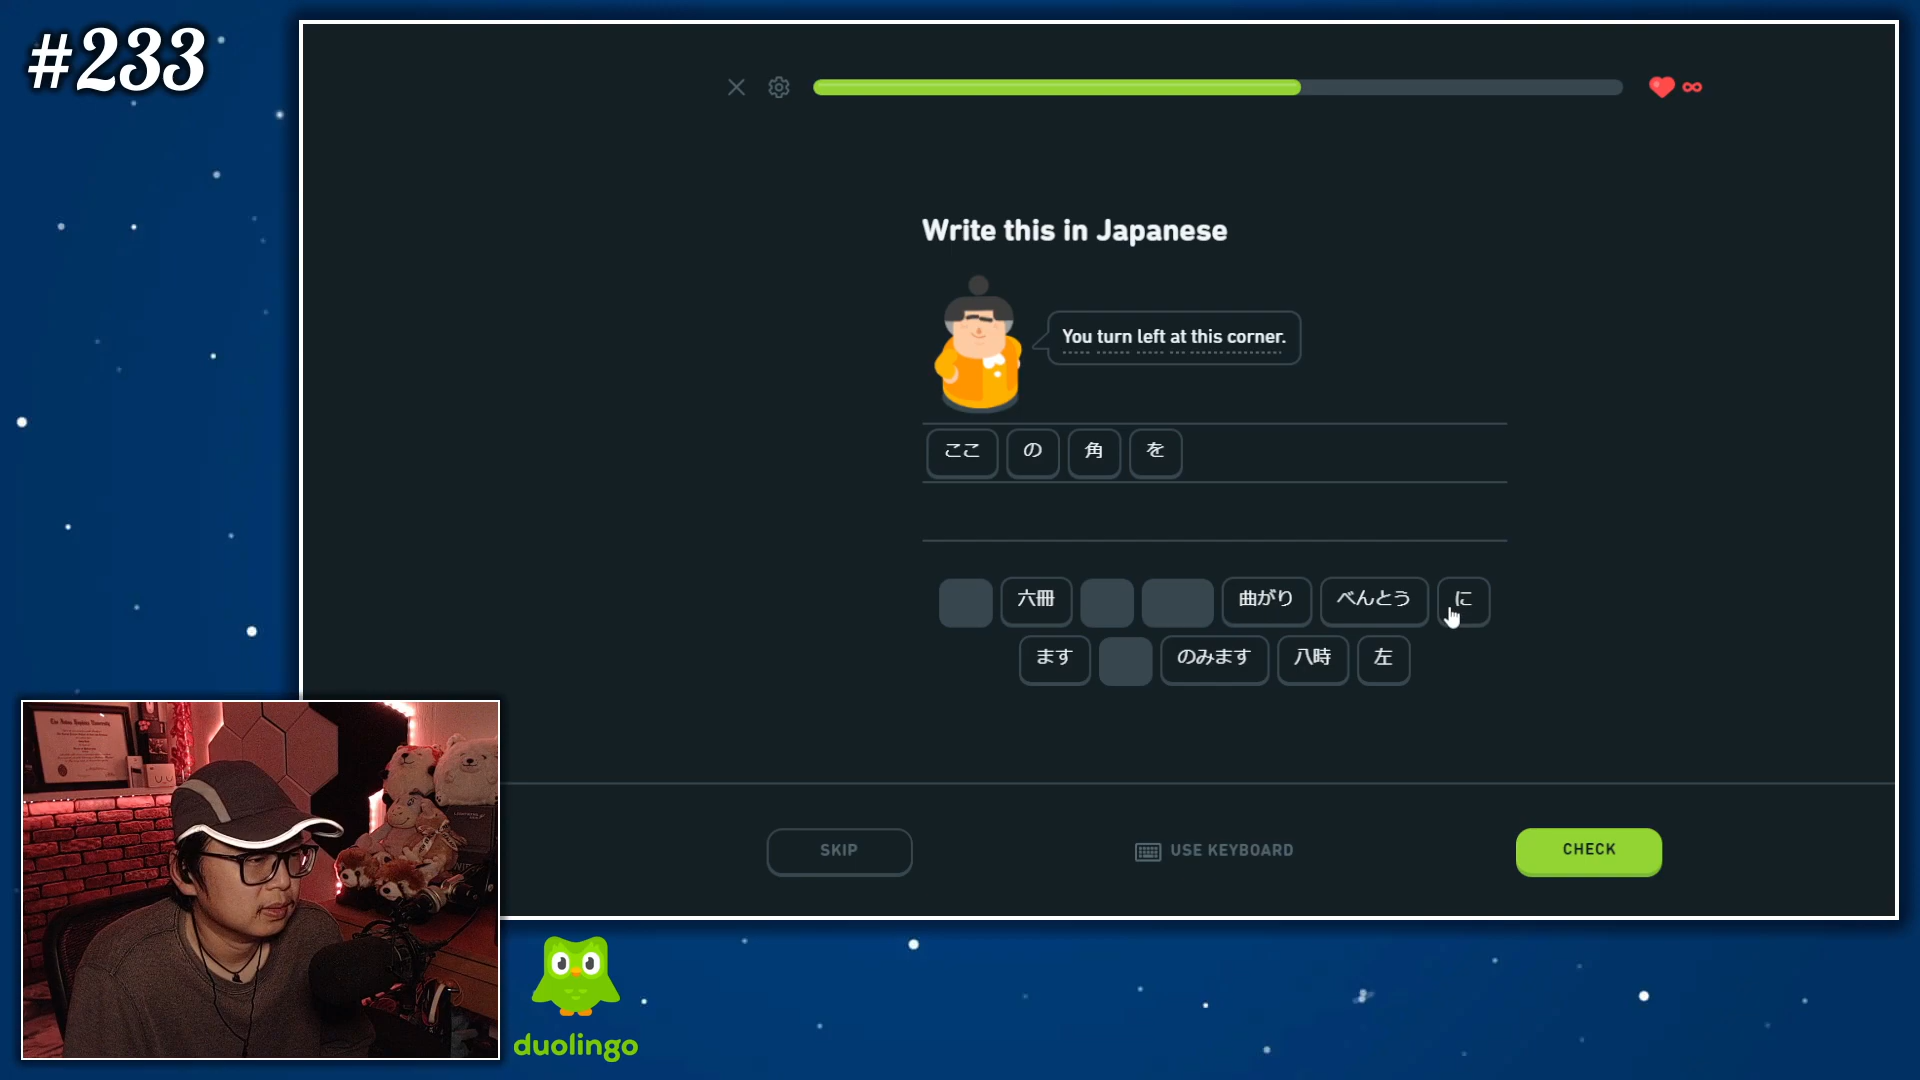 #233
∞
Write this in Japanese
You turn left at this corner.
ここ の 角 を
六冊 曲がり べんとう に
ます のみます 八時 左
SKIP
USE KEYBOARD
CHECK
duolingo